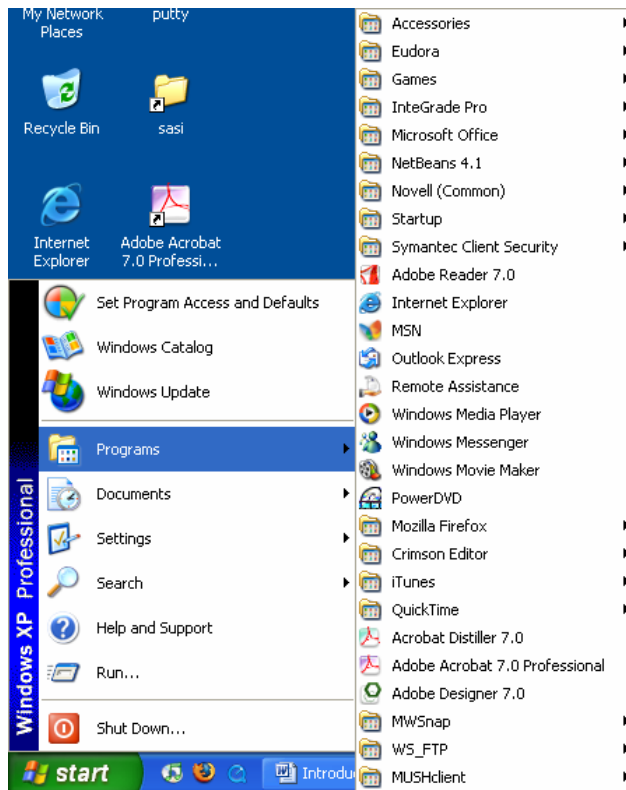 My Network
Places
putty
Recycle Bin
sasi
Internet
Explorer
Adobe Acrobat
7.0 Professi...
Set Program Access and Defaults
Windows Catalog
Windows Update
Programs
Documents
Settings
Search
Help and Support
Run...
Shut Down...
Windows XP Professional
start
Introdu
Accessories
Eudora
Games
InteGrade Pro
Microsoft Office
NetBeans 4.1
Novell (Common)
Startup
Symantec Client Security
Adobe Reader 7.0
Internet Explorer
MSN
Outlook Express
Remote Assistance
Windows Media Player
Windows Messenger
Windows Movie Maker
PowerDVD
Mozilla Firefox
Crimson Editor
iTunes
QuickTime
Acrobat Distiller 7.0
Adobe Acrobat 7.0 Professional
Adobe Designer 7.0
MWSnap
WS_FTP
MUSHclient